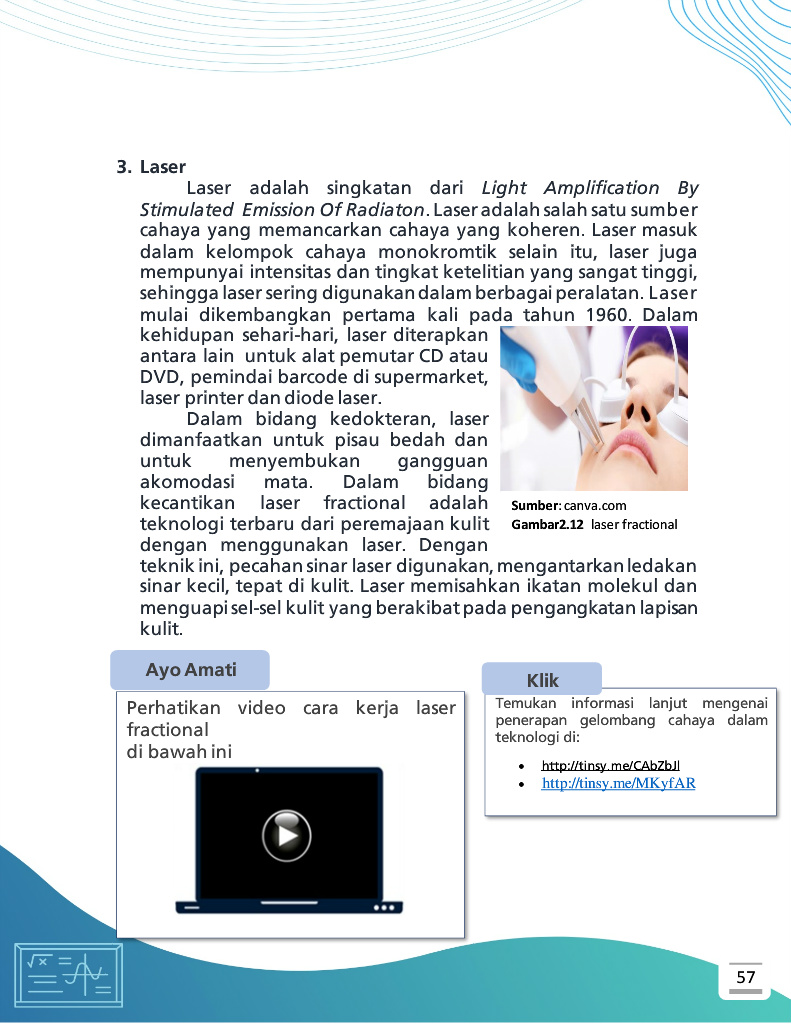 3. Laser
Laser adalah singkatan dari Light Amplification By
Stimulated Emission Of Radiaton. Laser adalah salah satu sumber
cahaya yang memancarkan cahaya yang koheren. Laser masuk
dalam kelompok cahaya monokromtik selain itu, laser juga
mempunyai intensitas dan tingkat ketelitian yang sangat tinggi,
sehingga laser sering digunakan dalam berbagai peralatan. Laser
mulai dikembangkan pertama kali pada tahun 1960. Dalam
kehidupan sehari-hari, laser diterapkan
antara lain untuk alat pemutar CD atau
DVD, pemindai barcode di supermarket,
laser printer dan diode laser.
Dalam bidang kedokteran, laser
dimanfaatkan untuk pisau bedah dan
untuk menyembukan gangguan
akomodasi mata. Dalam bidang
kecantikan laser fractional adalah
teknologi terbaru dari peremajaan kulit
dengan menggunakan laser. Dengan
teknik ini, pecahan sinar laser digunakan, mengantarkan ledakan
sinar kecil, tepat di kulit. Laser memisahkan ikatan molekul dan
menguapi sel-sel kulit yang berakibat pada pengangkatan lapisan
kulit.
Sumber: canva.com
Gambar2.12 laser fractional
Ayo Amati
Perhatikan video cara kerja laser
fractional
di bawah ini
Klik
Temukan informasi lanjut mengenai
penerapan gelombang cahaya dalam
teknologi di:
• http://tinsy.me/CAbZbJl
• http://tinsy.me/MKyfAR
57